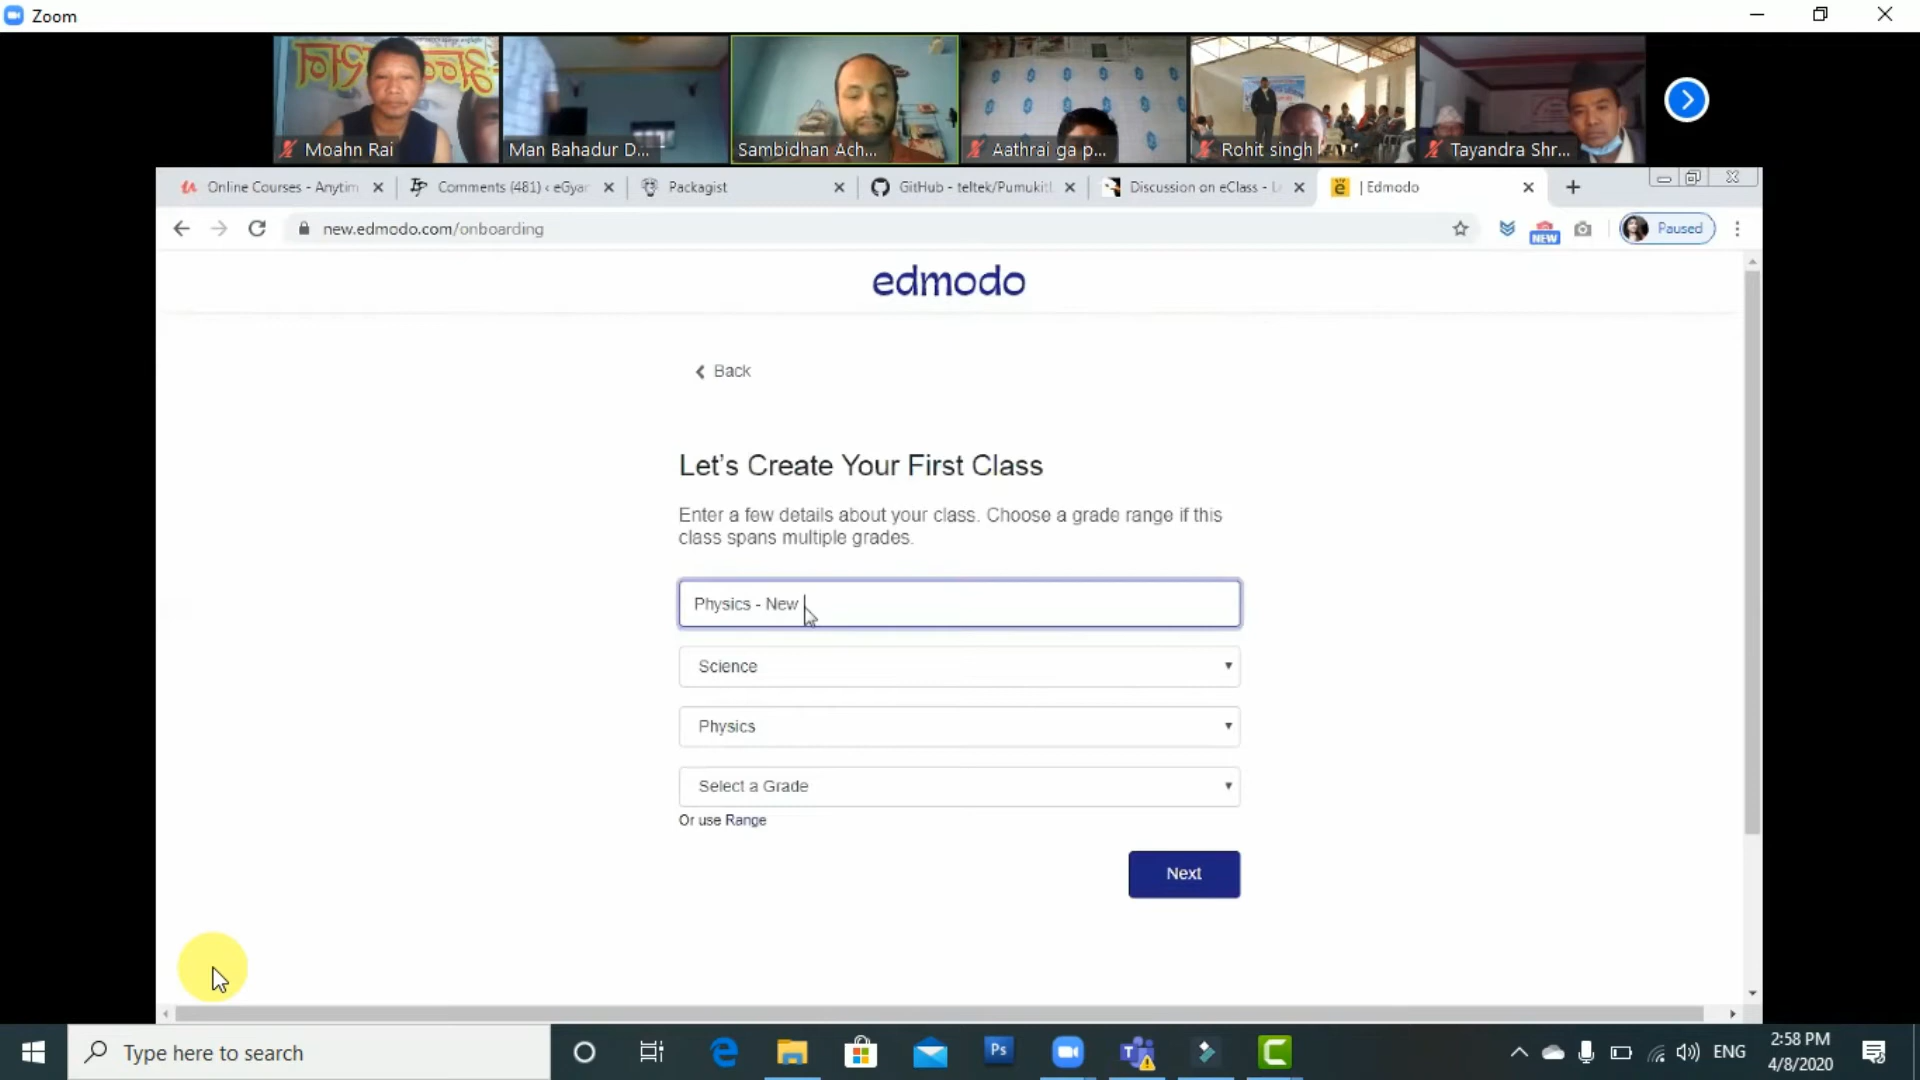 Zoom
Moahn Rai
Man Bahadur D...
Sambidhan Ach...
Aathrai ga p...
Rohit singh
Tayandra Shr...
Online Courses - Anytim
Comments (481) ‹ eGyar
Packagist
GitHub - teltek/Pumukitl
Discussion on eClass - L
| Edmodo
new.edmodo.com/onboarding
NEW
Paused
edmodo
Back
Let's Create Your First Class
Enter a few details about your class. Choose a grade range if this
class spans multiple grades.
Physics - New
Science
Physics
Select a Grade
Or use Range
Next
Type here to search
Ps
ENG
2:58 PM
4/8/2020